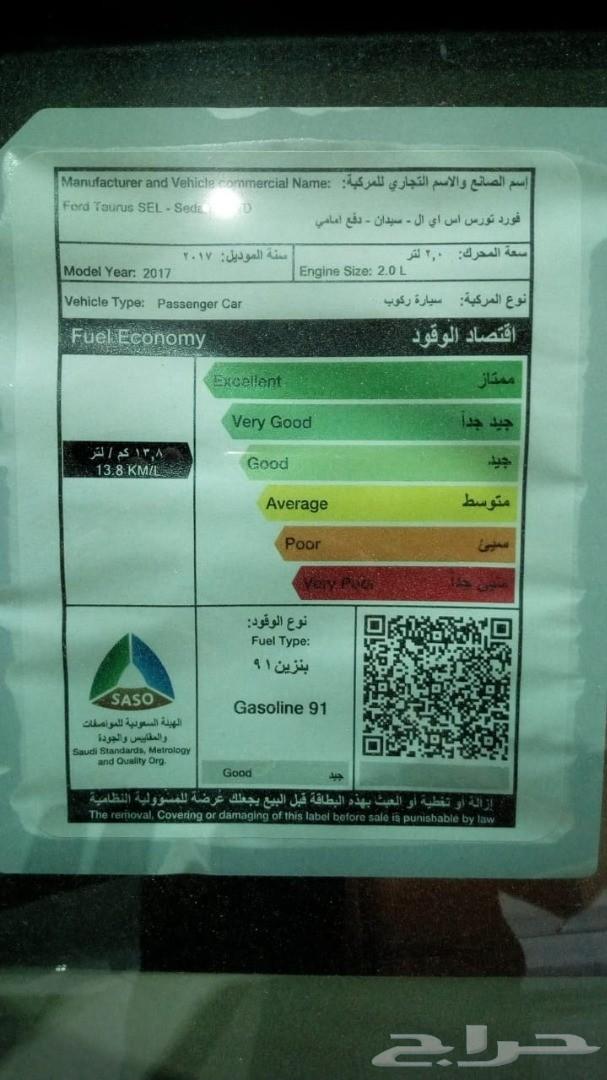 Manufacturer and Vehicle commercial Name: إسم الصانع والاسم التجاري للمركبة:
Ford Taurus SEL -
فورد تورس اس اي ال - سيدان - دفع امامي
سنة الموديل: ٢٠١٧
Model Year: 2017
سعة المحرك: ٢,٠ لتر
Engine Size: 2.0 L
Vehicle Type: Passenger Car نوع المركبة: سيارة ركوب
Fuel Economy اقتصاد الوقود
Excellent ممتاز
Very Good جيد جداً
١٣,٨ كم / لتر
13.8 KM/L
Good جيد
Average متوسط
Poor سيئ
Very Poor سيئ جداً
SASO
الهيئة السعودية للمواصفات
والمقاييس والجودة
Saudi Standards, Metrology
and Quality Org.
نوع الوقود:
Fuel Type:
بنزين ٩١
Gasoline 91
Good جيد
إزالة أو تغطية أو العبث بهذه البطاقة قبل البيع يجعلك عرضة للمسؤولية النظامية
The removal, Covering or damaging of this label before sale is punishable by law
حراج